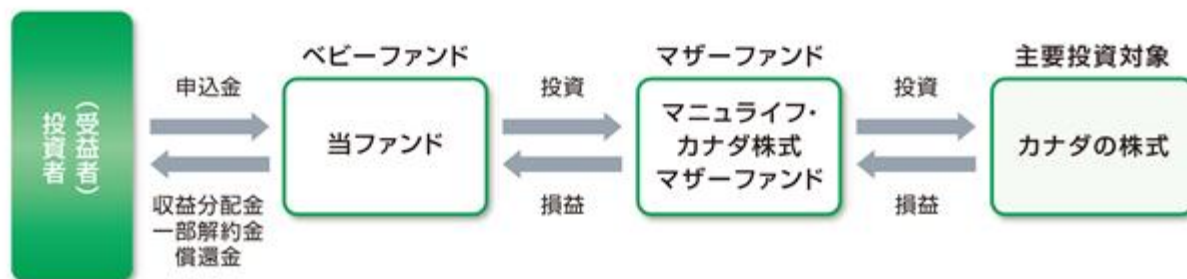 投資者
(受益者)
申込金
収益分配金
一部解約金
償還金
ベビーファンド
当ファンド
投資
損益
マザーファンド
マニュライフ・
カナダ株式
マザーファンド
投資
損益
主要投資対象
カナダの株式